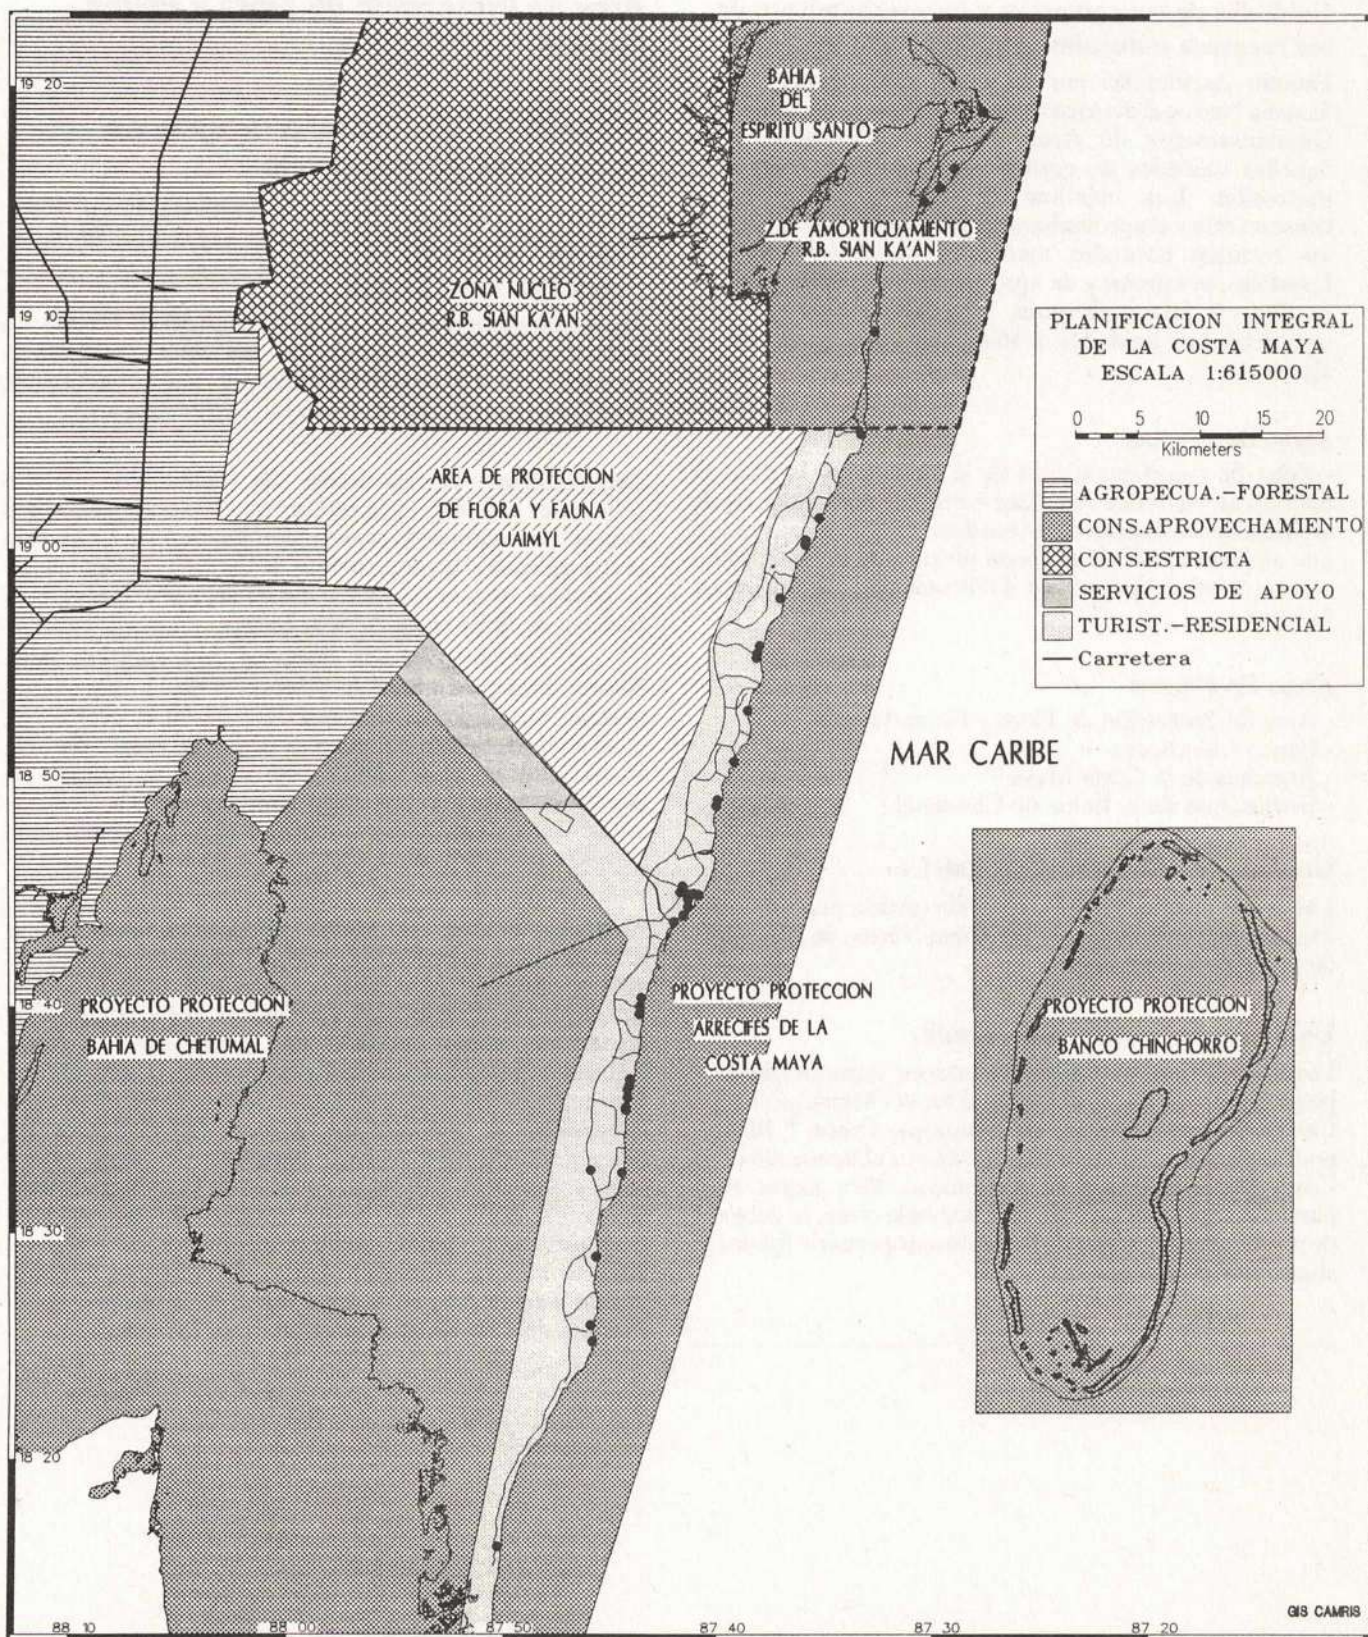 19 20
BAHIA
DEL
ESPIRITU SANTO
Z.DE AMORTIGUAMIENTO
R.B. SIAN KA'AN
ZONA NUCLEO
R.B. SIAN KA'AN
19 10
PLANIFICACION INTEGRAL
DE LA COSTA MAYA
ESCALA 1:615000
0 5 10 15 20
Kilometers
AGROPECUA.-FORESTAL
CONS.APROVECHAMIENTO
CONS.ESTRICTA
SERVICIOS DE APOYO
TURIST.-RESIDENCIAL
Carretera
AREA DE PROTECCION
DE FLORA Y FAUNA
UAIMYL
19 00
MAR CARIBE
18 50
18 40
PROYECTO PROTECCION
BAHIA DE CHETUMAL
PROYECTO PROTECCION
ARRECIFES DE LA
COSTA MAYA
PROYECTO PROTECCION
BANCO CHINCHORRO
18 30
18 20
88 10
88 00
87 50
87 40
87 30
87 20
GIS CAMRIS